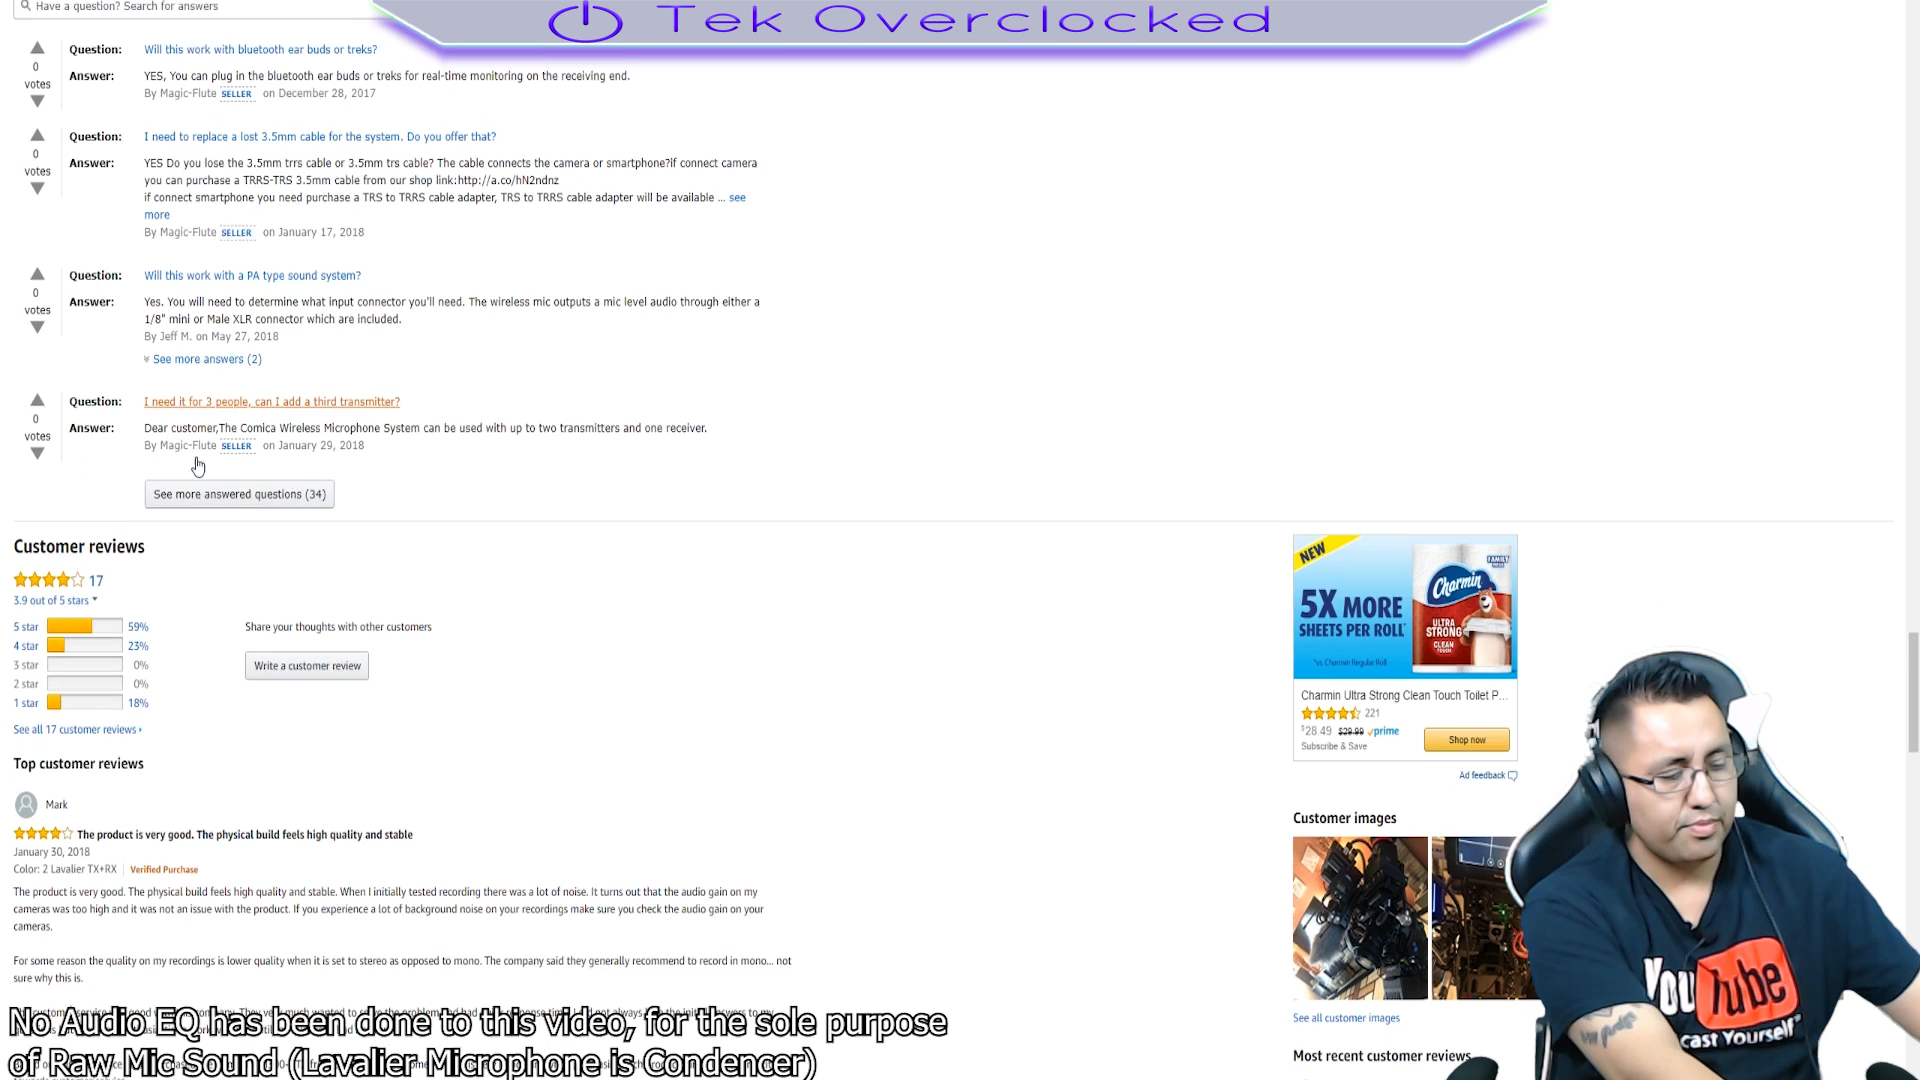 Have a question? Search for answers
Tek Overclocked
Question: Will this work with bluetooth ear buds or treks?
0
votes
Answer: YES, You can plug in the bluetooth ear buds or treks for real-time monitoring on the receiving end.
By Magic-Flute SELLER on December 28, 2017
Question: I need to replace a lost 3.5mm cable for the system. Do you offer that?
0
votes
Answer: YES Do you lose the 3.5mm trrs cable or 3.5mm trs cable? The cable connects the camera or smartphone?if connect camera
you can purchase a TRRS-TRS 3.5mm cable from our shop link:http://a.co/hN2ndnz
if connect smartphone you need purchase a TRS to TRRS cable adapter, TRS to TRRS cable adapter will be available ... see
more
By Magic-Flute SELLER on January 17, 2018
Question: Will this work with a PA type sound system?
0
votes
Answer: Yes. You will need to determine what input connector you'll need. The wireless mic outputs a mic level audio through either a
1/8" mini or Male XLR connector which are included.
By Jeff M. on May 27, 2018
See more answers (2)
Question: I need it for 3 people, can I add a third transmitter?
0
votes
Answer: Dear customer,The Comica Wireless Microphone System can be used with up to two transmitters and one receiver.
By Magic-Flute SELLER on January 29, 2018
See more answered questions (34)
Customer reviews
17
3.9 out of 5 stars
5 star 59%
4 star 23%
3 star 0%
2 star 0%
1 star 18%
See all 17 customer reviews
Share your thoughts with other customers
Write a customer review
Top customer reviews
Mark
The product is very good. The physical build feels high quality and stable
January 30, 2018
Color: 2 Lavalier TX+RX Verified Purchase
The product is very good. The physical build feels high quality and stable. When I initially tested recording there was a lot of noise. It turns out that the audio gain on my
cameras was too high and it was not an issue with the product. If you experience a lot of background noise on your recordings make sure you check the audio gain on your
cameras.
For some reason the quality on my recordings is lower quality when it is set to stereo as opposed to mono. The company said they generally recommend to record in mono... not
sure why this is.
No Audio EQ has been done to this video, for the sole purpose
of Raw Mic Sound (Lavalier Microphone is Condencer)
NEW
5X MORE
SHEETS PER ROLL*
*vs. Charmin Regular Roll
FAMILY
Charmin
ULTRA
STRONG
CLEAN
TOUCH
Charmin Ultra Strong Clean Touch Toilet P...
221
$28.49 $29.99 prime
Subscribe & Save
Shop now
Ad feedback
Customer images
See all customer images
Most recent customer reviews
You Tube
cast Yourself